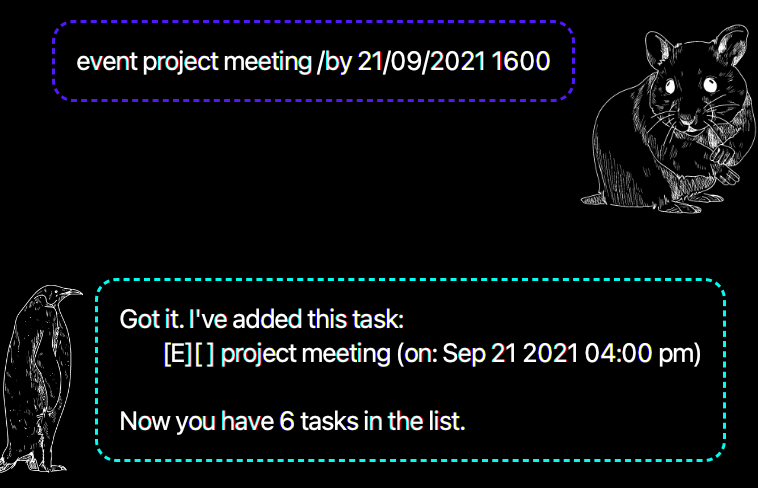 event project meeting /by 21/09/2021 1600
Got it. I've added this task:
[E][ ] project meeting (on: Sep 21 2021 04:00 pm)
Now you have 6 tasks in the list.